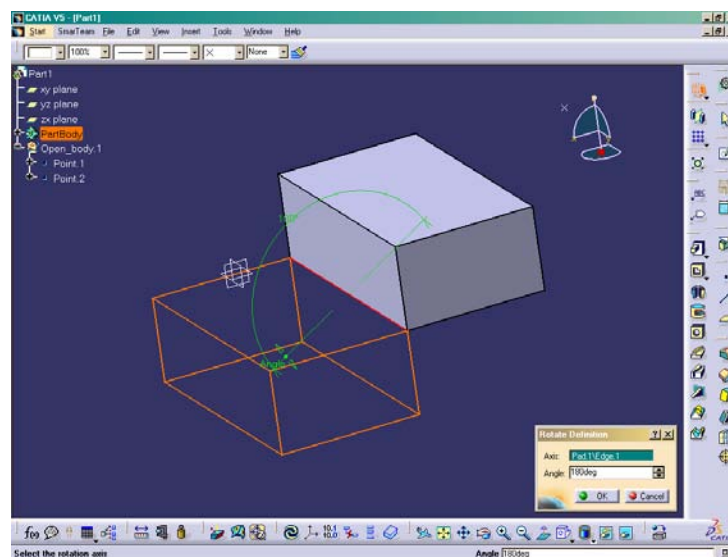 CATIA V5 - [Part1]
Start SmarTeam File Edit View Insert Tools Window Help
100% None
Part1
xy plane
yz plane
zx plane
PartBody
Open_body.1
Point.1
Point.2
Angle
Rotate Definition
Axis: Pad.1\Edge.1
Angle: 180deg
OK Cancel
f(x)
Select the rotation axis
Angle 180deg